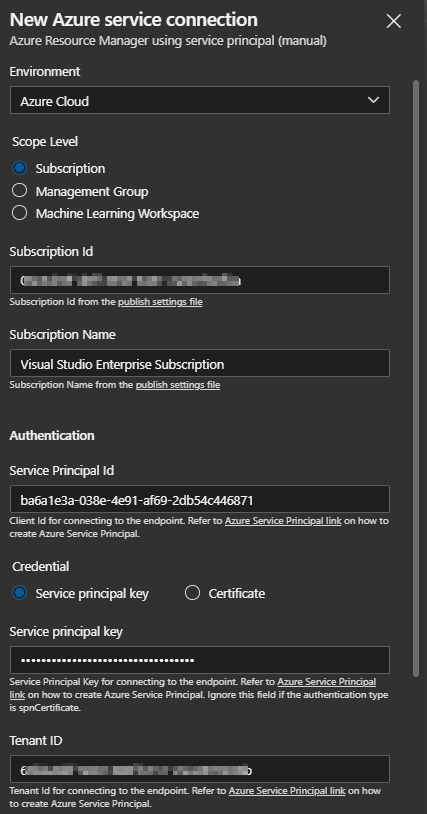 New Azure service connection
Azure Resource Manager using service principal (manual)
Environment
Azure Cloud
Scope Level
Subscription
Management Group
Machine Learning Workspace
Subscription Id
Subscription Id from the publish settings file
Subscription Name
Visual Studio Enterprise Subscription
Subscription Name from the publish settings file
Authentication
Service Principal Id
ba6a1e3a-038e-4e91-af69-2db54c446871
Client Id for connecting to the endpoint. Refer to Azure Service Principal link on how to
create Azure Service Principal.
Credential
Service principal key
Certificate
Service principal key
Service Principal Key for connecting to the endpoint. Refer to Azure Service Principal
link on how to create Azure Service Principal. Ignore this field if the authentication type
is spnCertificate.
Tenant ID
Tenant Id for connecting to the endpoint. Refer to Azure Service Principal link on how
to create Azure Service Principal.